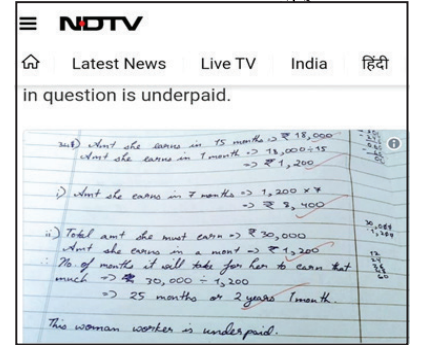 NDTV
Latest News Live TV India हिंदी
in question is underpaid.
Amt she earns in 15 months => ₹ 18,000
Amt she earns in 1 month => 18,000 ÷ 15
=> ₹ 1,200
i) Amt she earns in 7 months => 1,200 × 7
=> ₹ 8,400
ii) Total amt she must earn => ₹ 30,000
Amt she earns in a mont => ₹ 1,200
∴ No. of months it will take for her to earn that
much => ₹ 30,000 ÷ 1,200
=> 25 months or 2 years 1 month.
This woman worker is underpaid.